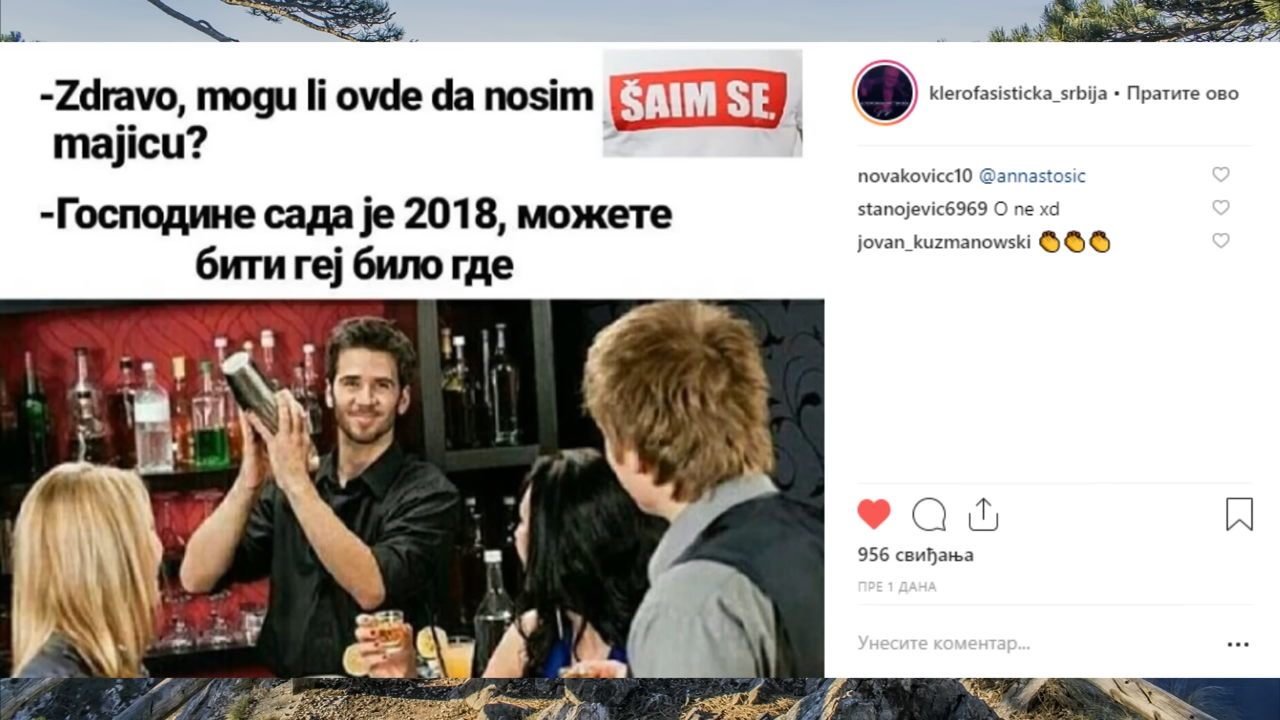 -Zdravo, mogu li ovde da nosim ŠAIM SE.
majicu?
-Господине сада је 2018, можете
бити геј било где
klerofasisticka_srbija • Пратите ово
novakovicc10 @annastosic
stanojevic6969 O ne xd
jovan_kuzmanowski 👏👏👏
956 свиђања
ПРЕ 1 ДАНА
Унесите коментар...